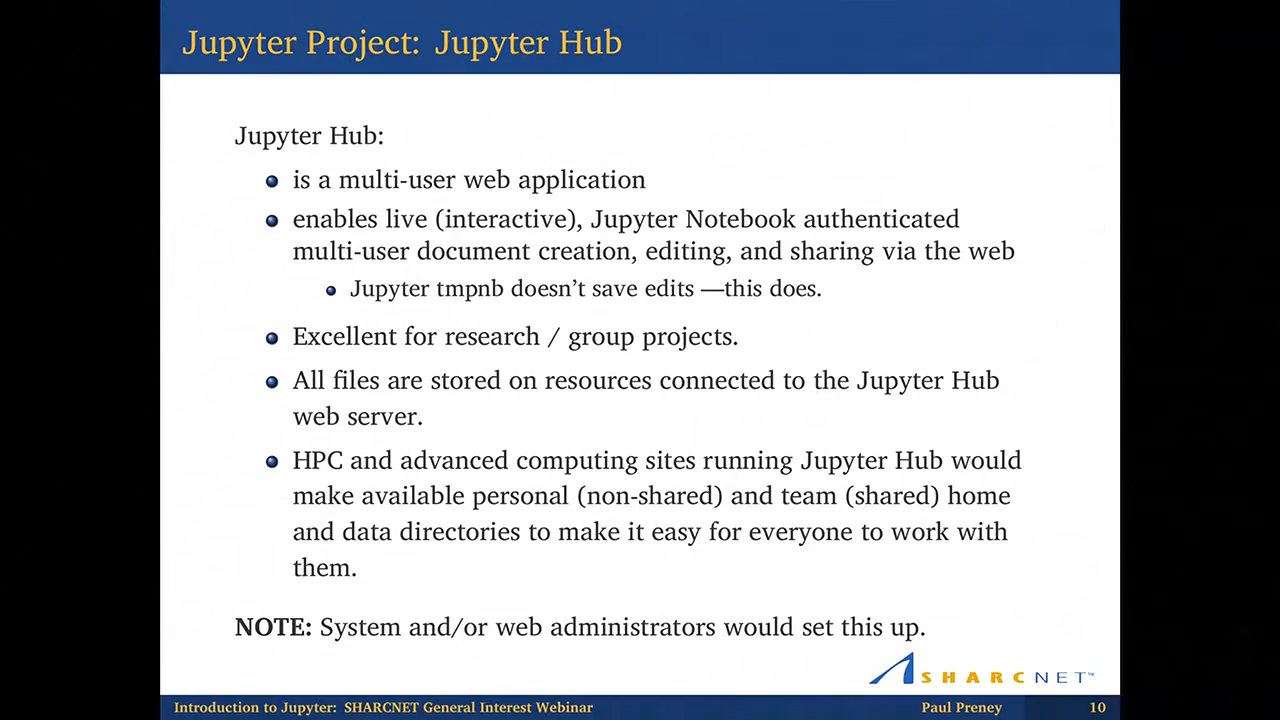 Jupyter Project: Jupyter Hub
Jupyter Hub:
is a multi-user web application
enables live (interactive), Jupyter Notebook authenticated
multi-user document creation, editing, and sharing via the web
Jupyter tmpnb doesn't save edits —this does.
Excellent for research / group projects.
All files are stored on resources connected to the Jupyter Hub
web server.
HPC and advanced computing sites running Jupyter Hub would
make available personal (non-shared) and team (shared) home
and data directories to make it easy for everyone to work with
them.
NOTE: System and/or web administrators would set this up.
SHARCNET™
Introduction to Jupyter: SHARCNET General Interest Webinar Paul Preney 10